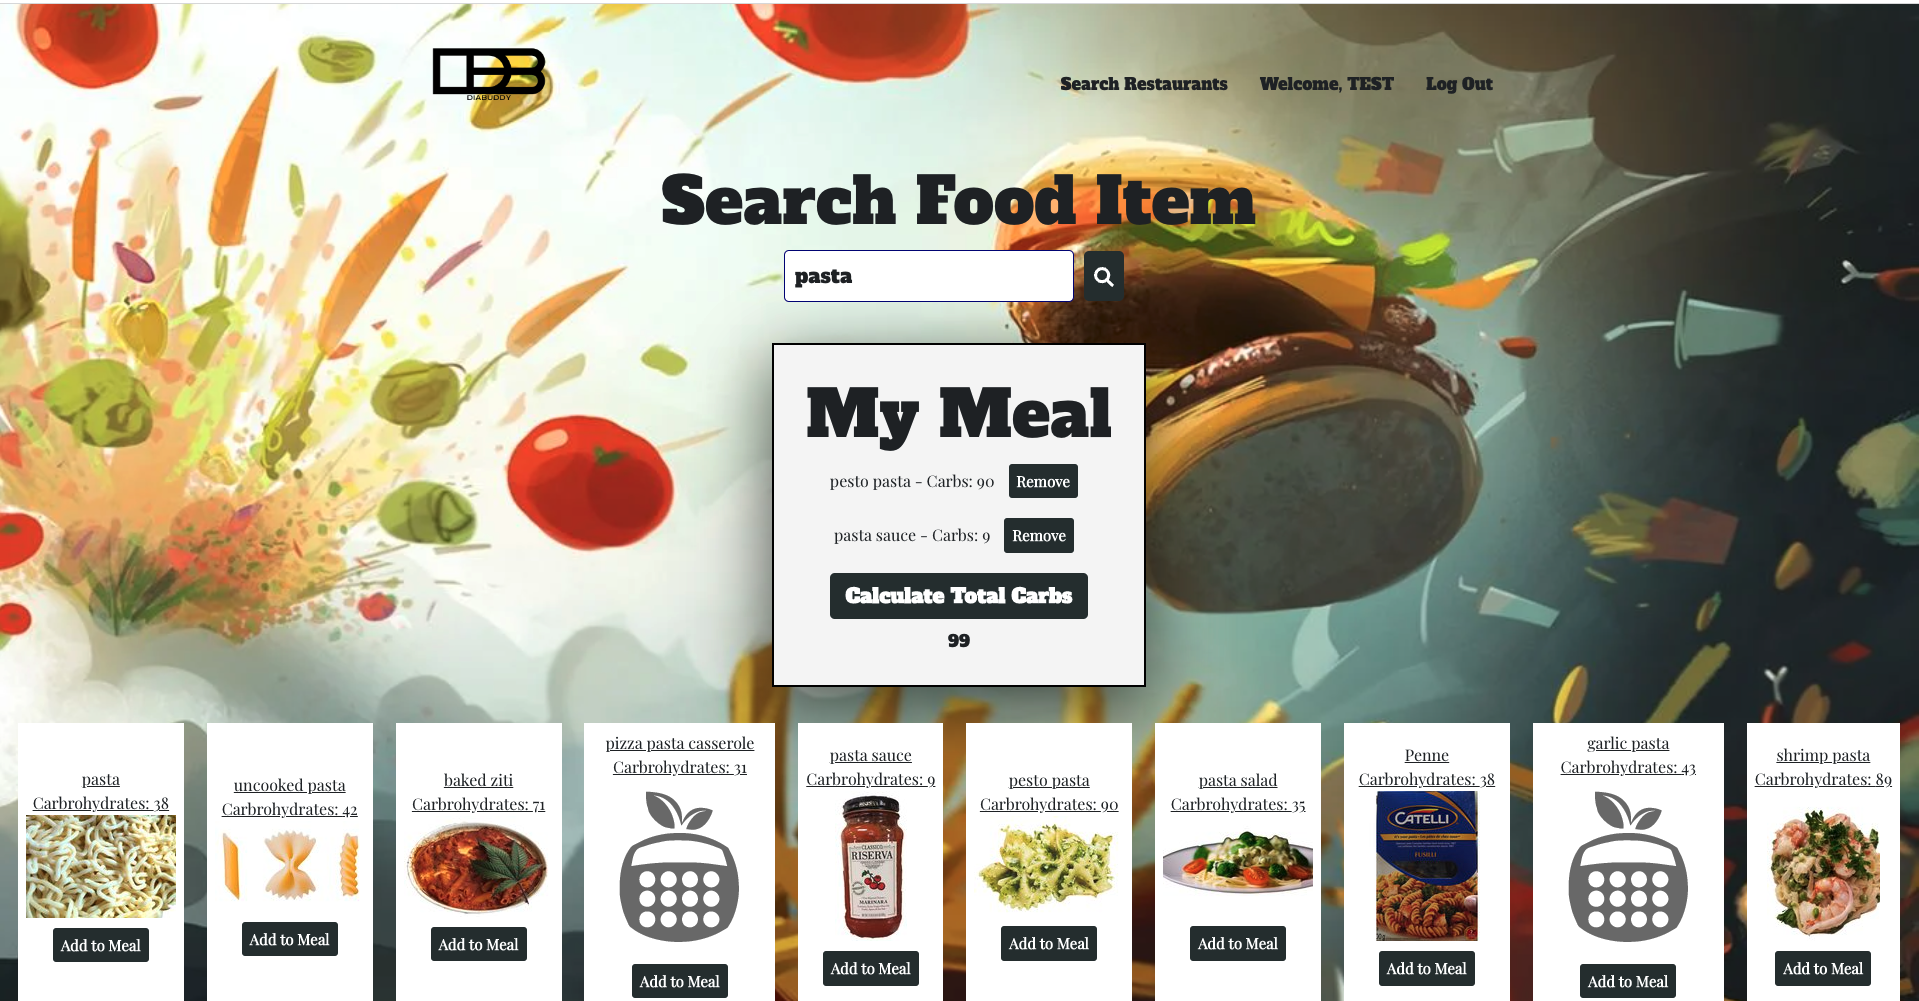 DIABUDDY
Search Restaurants
Welcome, TEST
Log Out
Search Food Item
pasta
My Meal
pesto pasta - Carbs: 90
Remove
pasta sauce - Carbs: 9
Remove
Calculate Total Carbs
99
pasta
Carbrohydrates: 38
Add to Meal
uncooked pasta
Carbrohydrates: 42
Add to Meal
baked ziti
Carbrohydrates: 71
Add to Meal
pizza pasta casserole
Carbrohydrates: 31
Add to Meal
pasta sauce
Carbrohydrates: 9
CLASSICO
RISERVA
MARINARA
Add to Meal
pesto pasta
Carbrohydrates: 90
Add to Meal
pasta salad
Carbrohydrates: 35
Add to Meal
Penne
Carbrohydrates: 38
CATELLI
FUSILLI
Add to Meal
garlic pasta
Carbrohydrates: 43
Add to Meal
shrimp pasta
Carbrohydrates: 89
Add to Meal